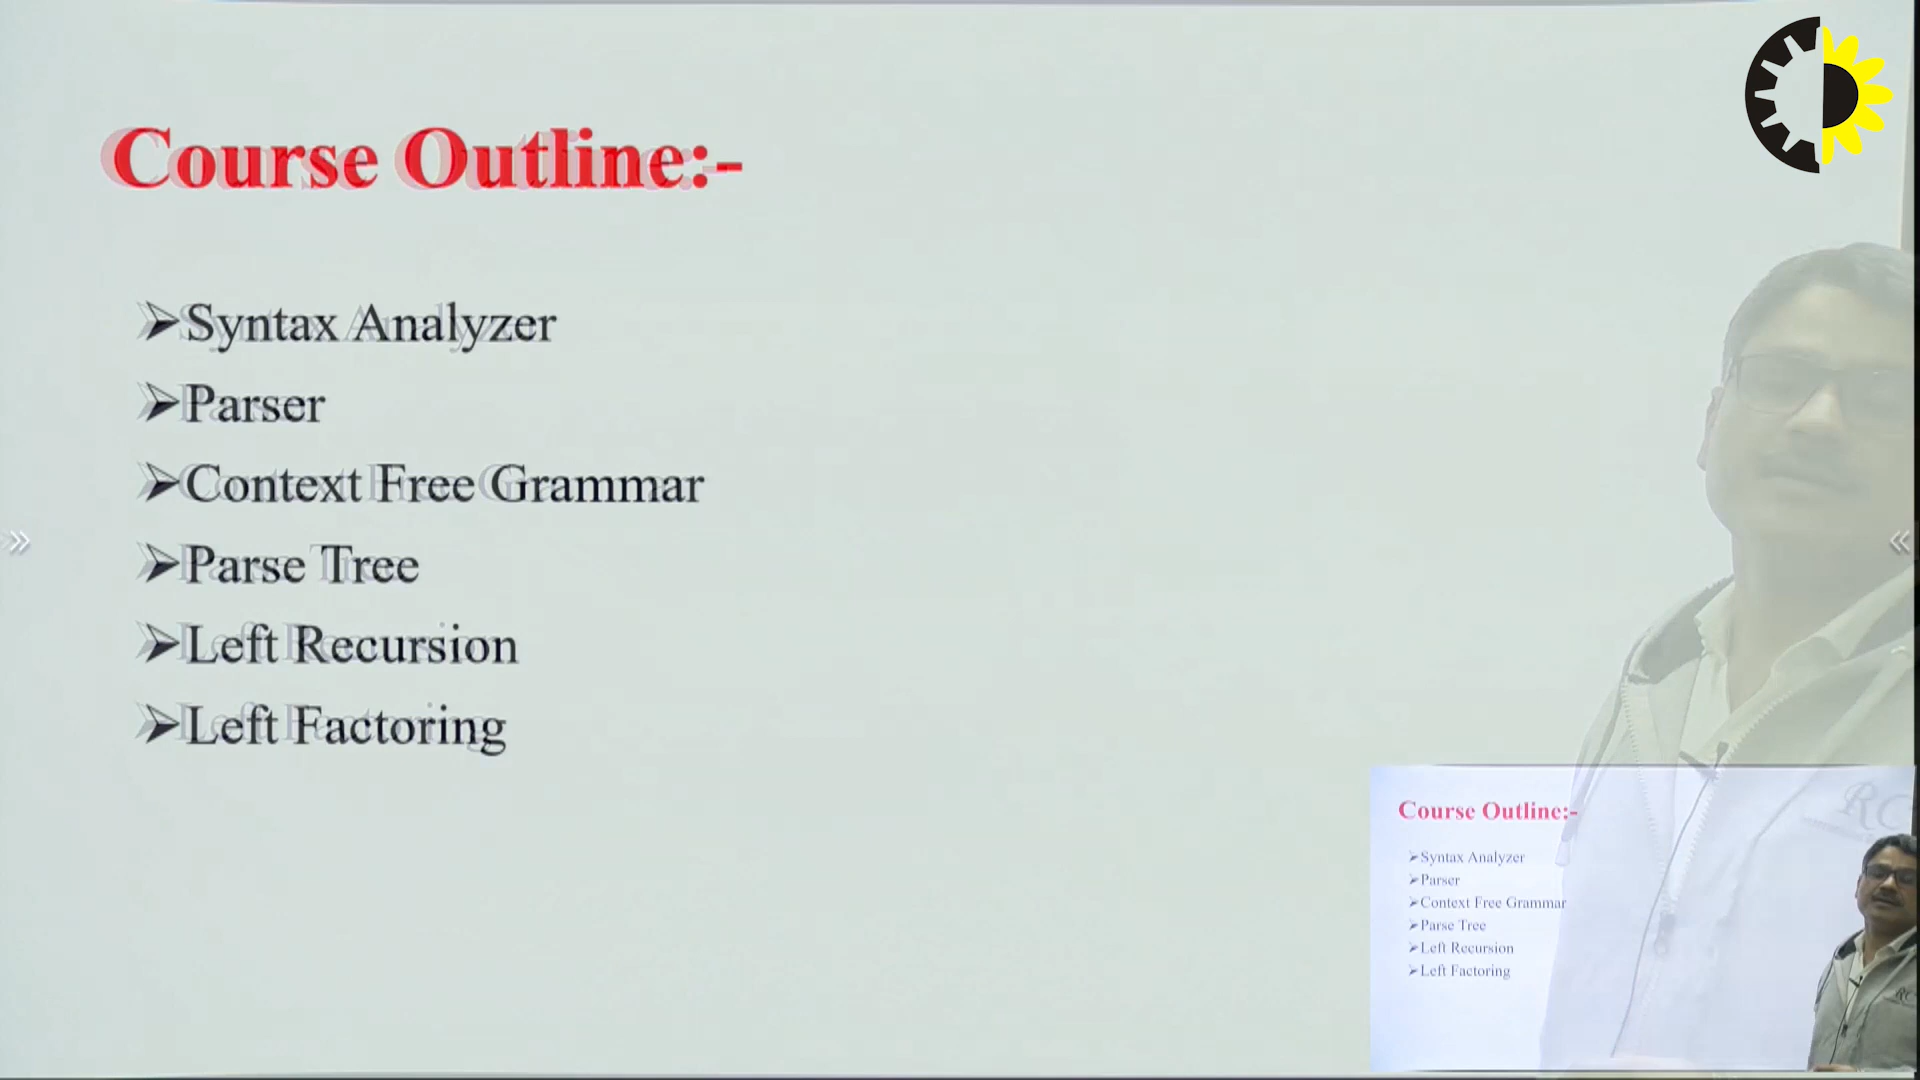 Course Outline:-
➢Syntax Analyzer
➢Parser
➢Context Free Grammar
➢Parse Tree
➢Left Recursion
➢Left Factoring
Course Outline:-
➢Syntax Analyzer
➢Parser
➢Context Free Grammar
➢Parse Tree
➢Left Recursion
➢Left Factoring